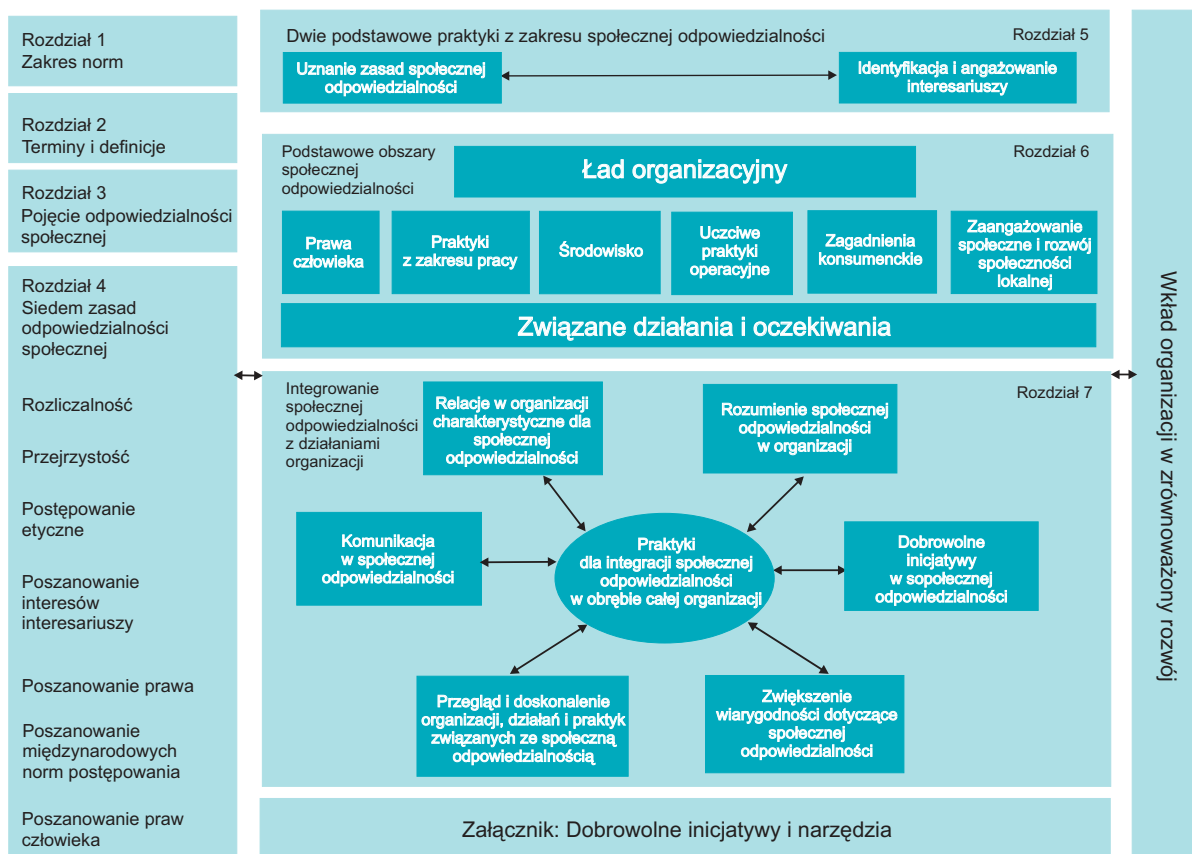 Rozdział 1
Zakres norm
Rozdział 2
Terminy i definicje
Rozdział 3
Pojęcie odpowiedzialności
społecznej
Rozdział 4
Siedem zasad
odpowiedzialności
społecznej
Rozliczalność
Przejrzystość
Postępowanie
etyczne
Poszanowanie
interesów
interesariuszy
Poszanowanie prawa
Poszanowanie
międzynarodowych
norm postępowania
Poszanowanie praw
człowieka
Dwie podstawowe praktyki z zakresu społecznej odpowiedzialności
Rozdział 5
Uznanie zasad społecznej
odpowiedzialności
Identyfikacja i angażowanie
interesariuszy
Podstawowe obszary
społecznej
odpowiedzialności
Rozdział 6
Ład organizacyjny
Prawa
człowieka
Praktyki
z zakresu pracy
Środowisko
Uczciwe
praktyki
operacyjne
Zagadnienia
konsumenckie
Zaangażowanie
społeczne i rozwój
społeczności
lokalnej
Związane działania i oczekiwania
Integrowanie
społecznej
odpowiedzialności
z działaniami
organizacji
Rozdział 7
Relacje w organizacji
charakterystyczne dla
społecznej
odpowiedzialności
Rozumienie społecznej
odpowiedzialności
w organizacji
Komunikacja
w społecznej
odpowiedzialności
Praktyki
dla integracji społecznej
odpowiedzialności
w obrębie całej organizacji
Dobrowolne
inicjatywy
w sopołecznej
odpowiedzialności
Przegląd i doskonalenie
organizacji, działań i praktyk
związanych ze społeczną
odpowiedzialnością
Zwiększenie
wiarygodności dotyczące
społecznej
odpowiedzialności
Załącznik: Dobrowolne inicjatywy i narzędzia
Wkład organizacji w zrównoważony rozwój